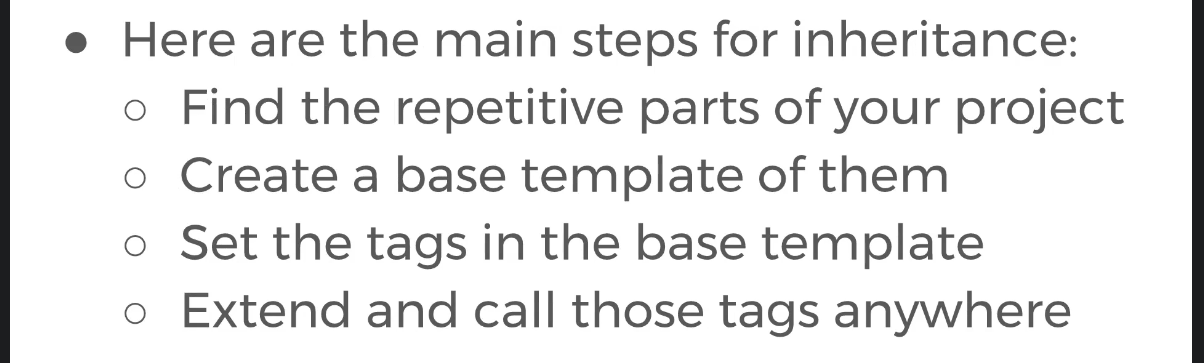 ● Here are the main steps for inheritance:
○ Find the repetitive parts of your project
○ Create a base template of them
○ Set the tags in the base template
○ Extend and call those tags anywhere